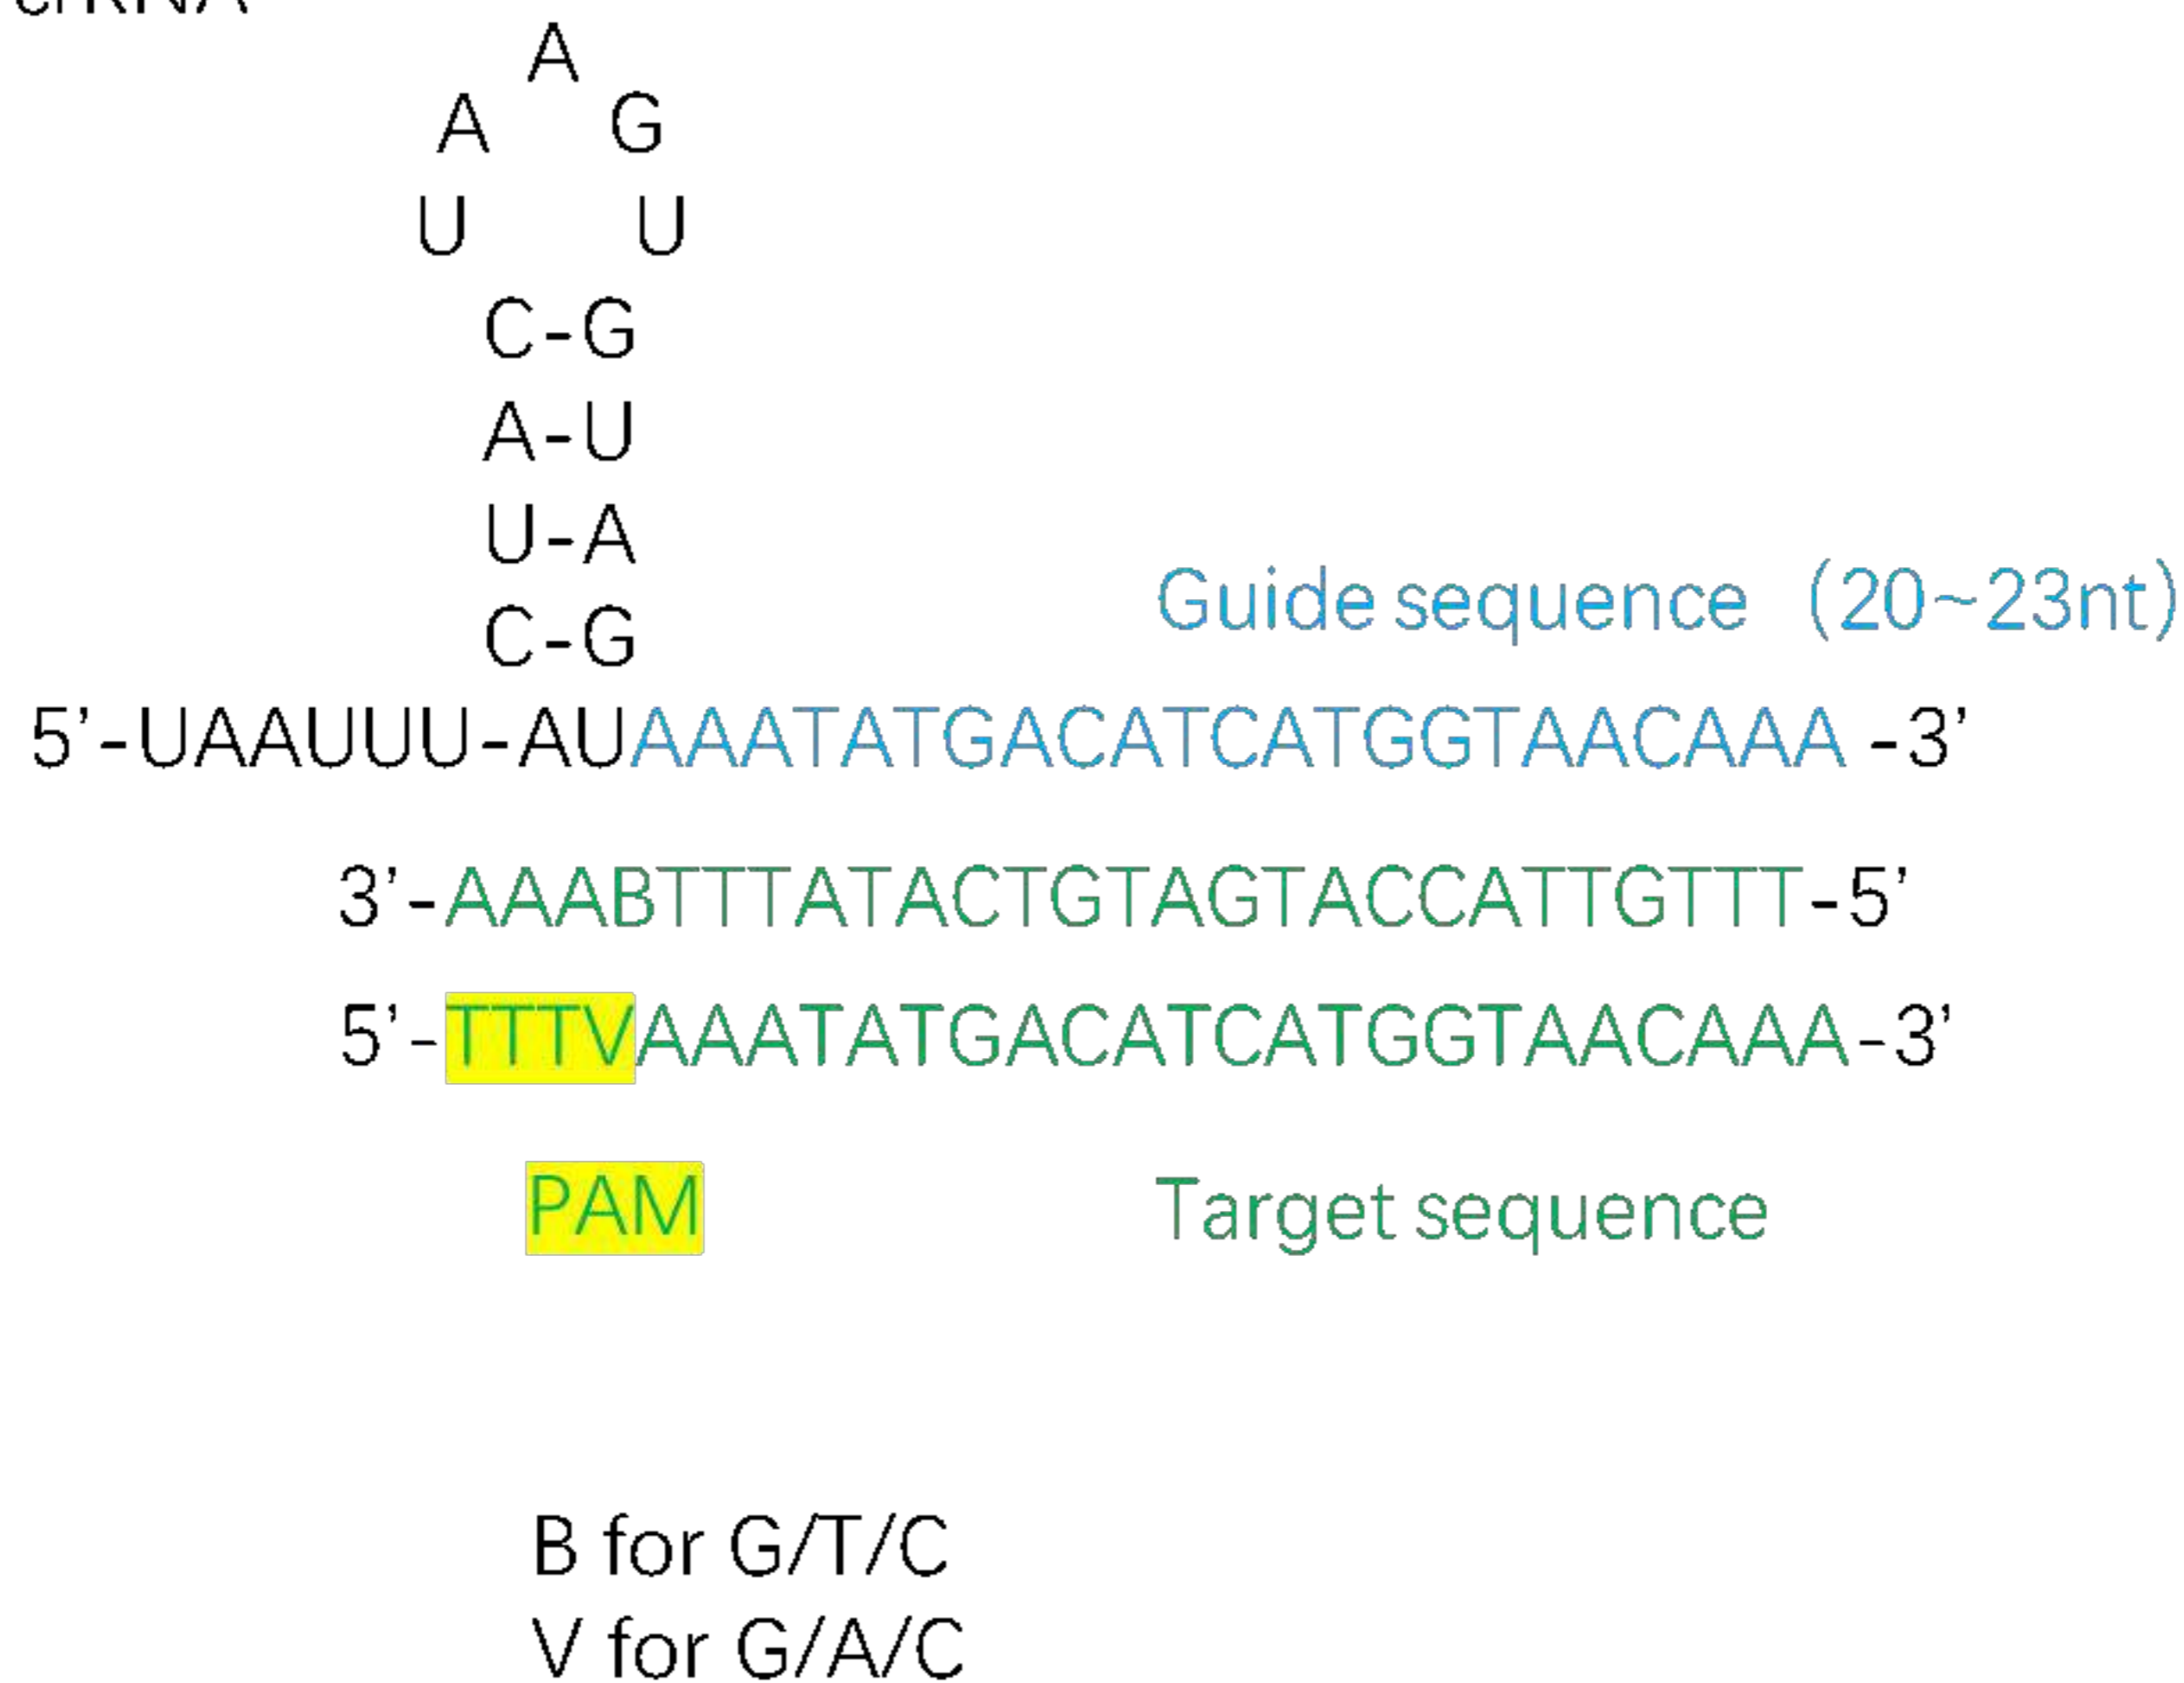 crRNA
A
A G
U U
C-G
A-U
U-A
C-G
Guide sequence (20~23nt)
5'-UAAUUU-AUAAATATGACATCATGGTAACAAA -3'
3'-AAABTTTATACTGTAGTACCATTGTTT-5'
5'-TTTVAAATATGACATCATGGTAACAAA-3'
PAM
Target sequence
B for G/T/C
V for G/A/C